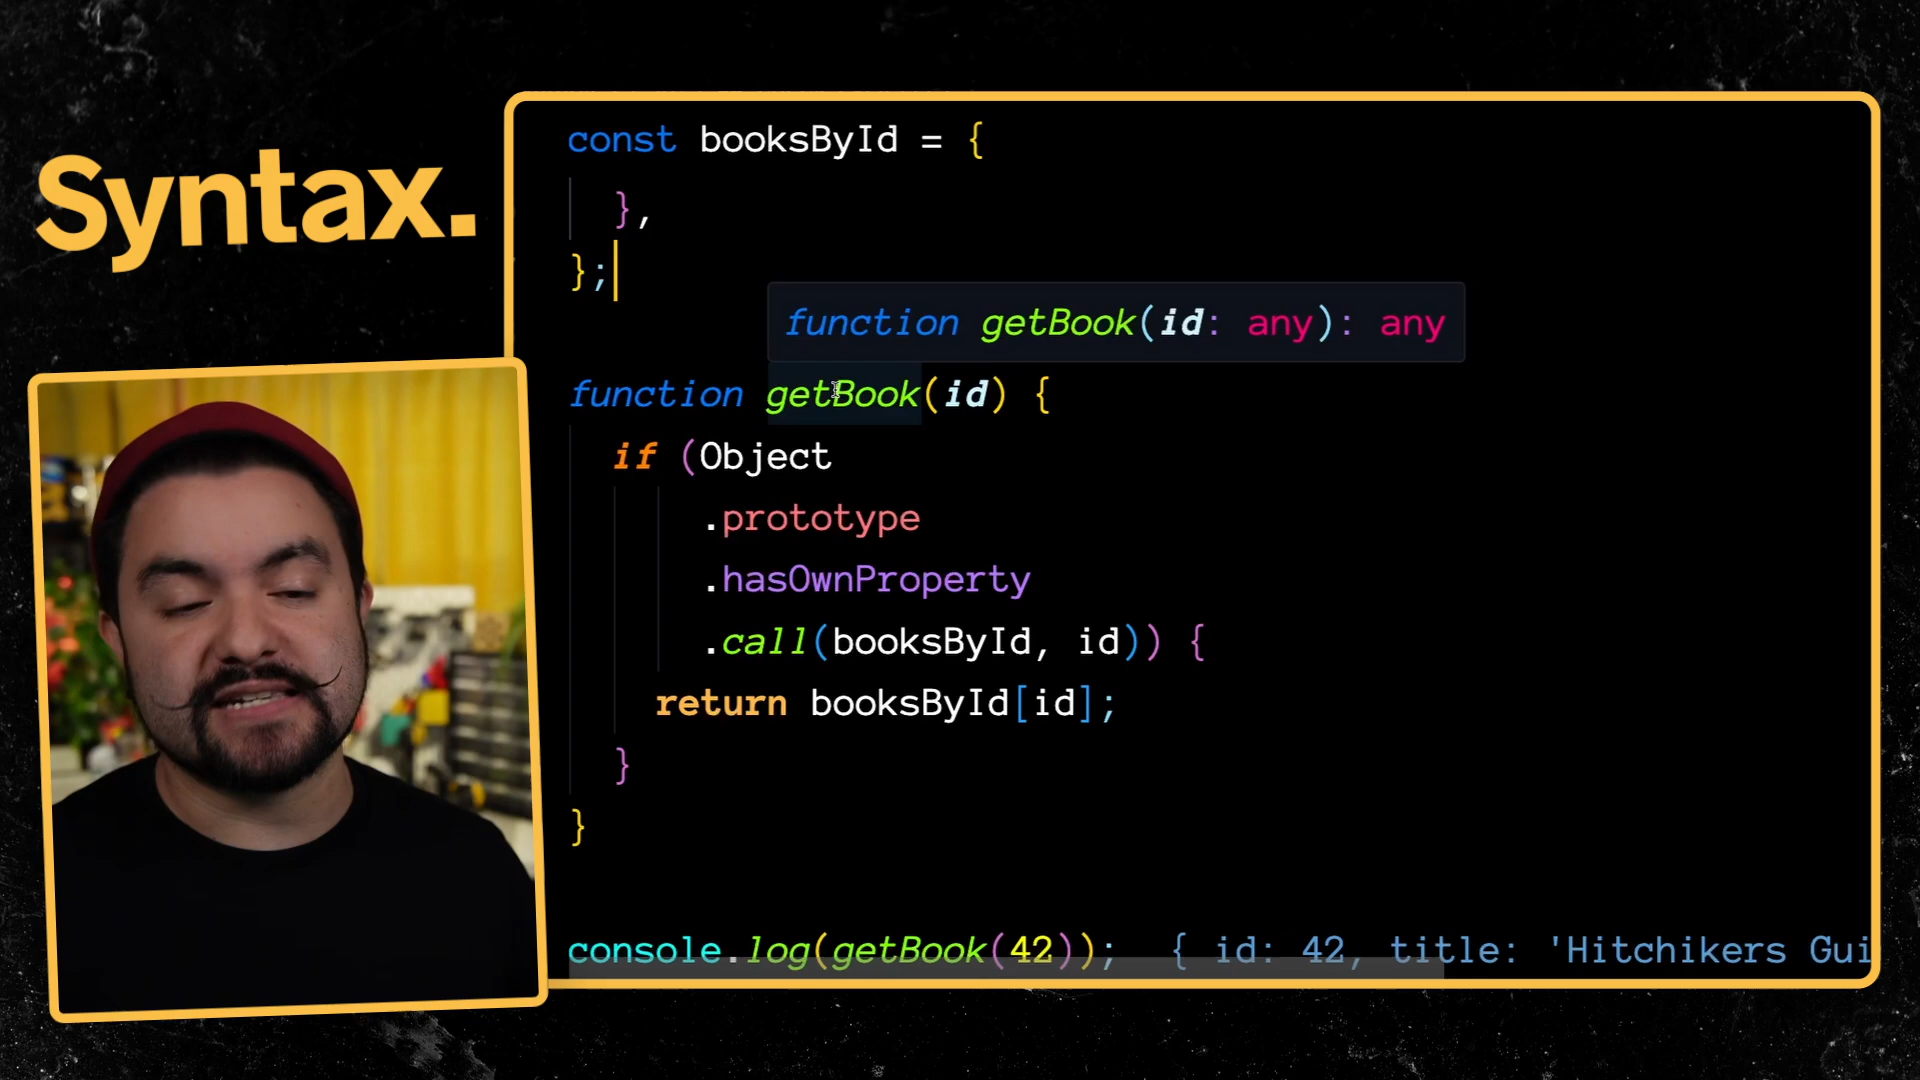 Syntax.
const booksById = {
},
};
function getBook(id: any): any
function getBook(id) {
if (Object
.prototype
.hasOwnProperty
.call(booksById, id)) {
return booksById[id];
}
}
console.log(getBook(42)); { id: 42, title: 'Hitchikers Gui